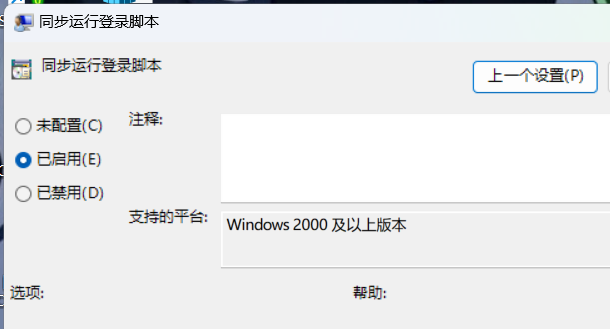 同步运行登录脚本
同步运行登录脚本
上一个设置(P)
未配置(C)
注释:
已启用(E)
已禁用(D)
支持的平台:
Windows 2000 及以上版本
选项:
帮助: